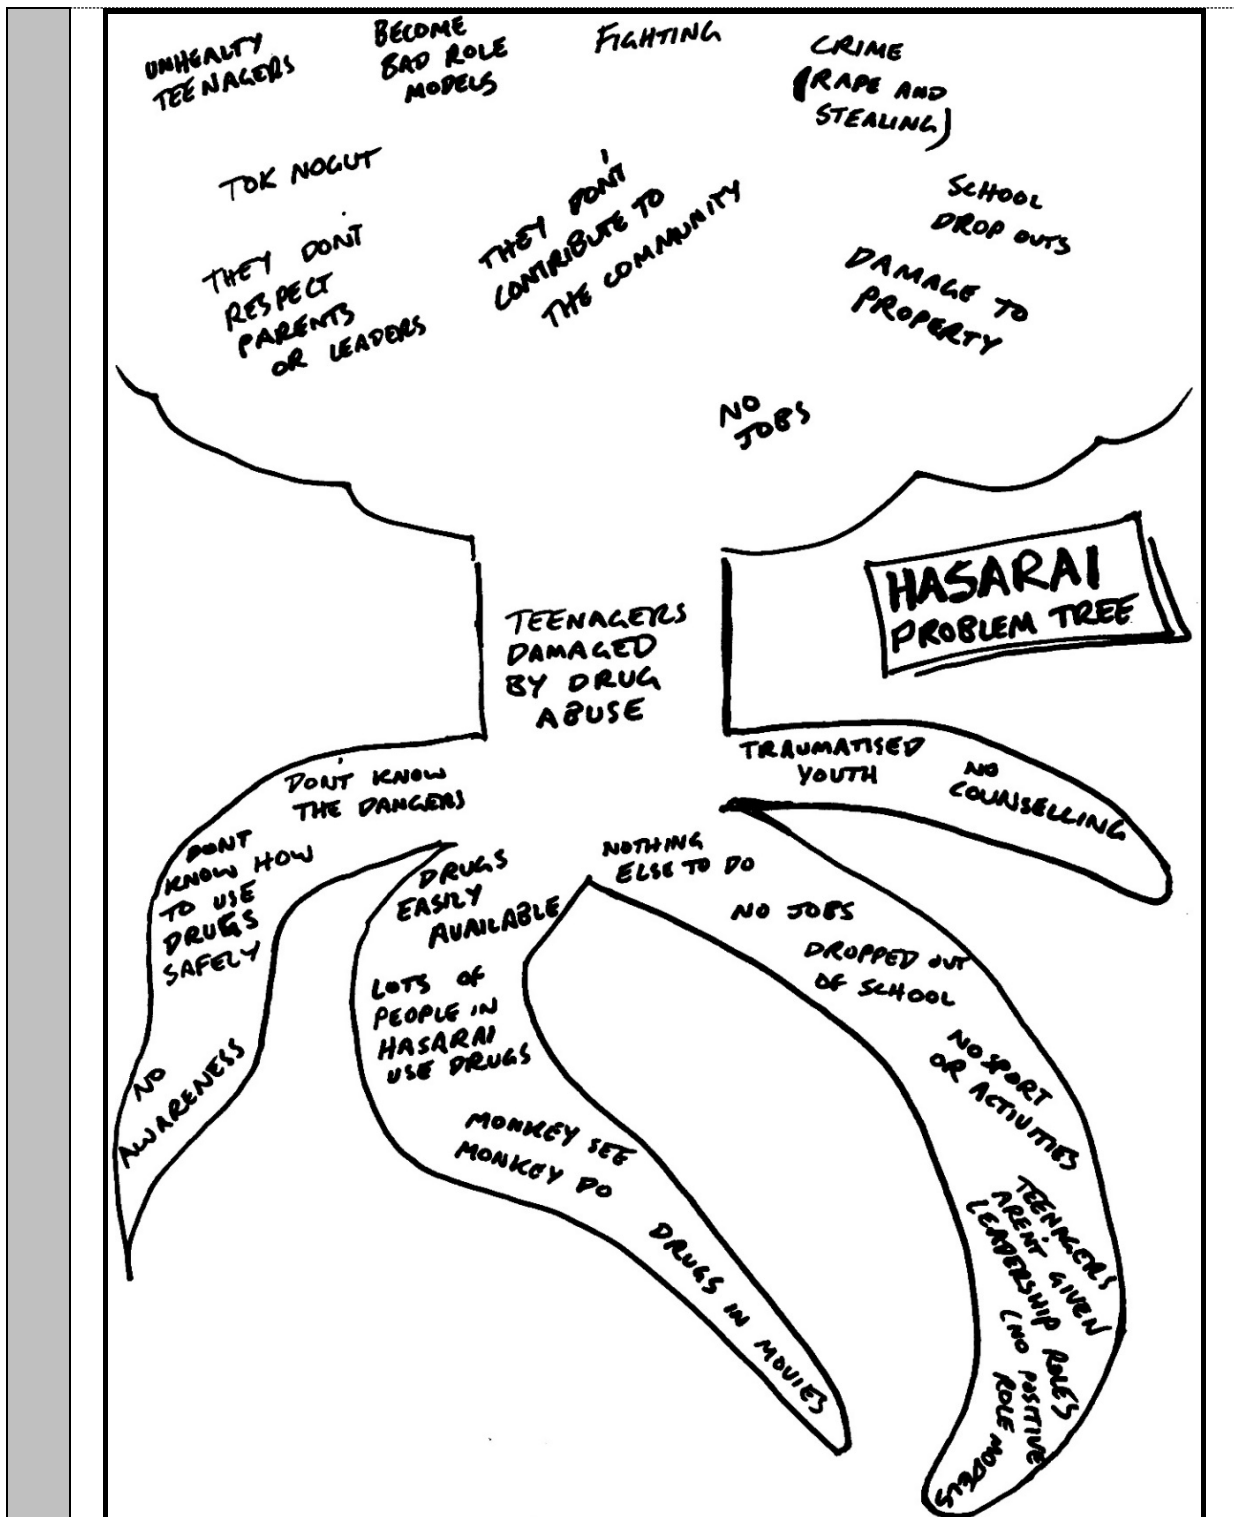 UNHEALTY
TEENAGERS
BECOME
BAD ROLE
MODELS
FIGHTING
CRIME
(RAPE AND
STEALING)
TOK NOGUT
THEY DON'T
RESPECT
PARENTS
OR LEADERS
THEY DON'T
CONTRIBUTE TO
THE COMMUNITY
SCHOOL
DROP OUTS
DAMAGE TO
PROPERTY
NO
JOBS
HASARAI
PROBLEM TREE
TEENAGERS
DAMAGED
BY DRUG
ABUSE
DON'T KNOW
THE DANGERS
DONT
KNOW HOW
TO USE
DRUGS
SAFELY
NO
AWARENESS
DRUGS
EASILY
AVAILABLE
LOTS OF
PEOPLE IN
HASARAI
USE DRUGS
MONKEY SEE
MONKEY DO
DRUGS IN MOVIES
NOTHING
ELSE TO DO
NO JOBS
DROPPED OUT
OF SCHOOL
NO SPORT
OR ACTIVITIES
TEENAGERS
AREN'T GIVEN
LEADERSHIP ROLES
(NO POSITIVE
ROLE MODELS
TRAUMATISED
YOUTH
NO
COUNSELLING